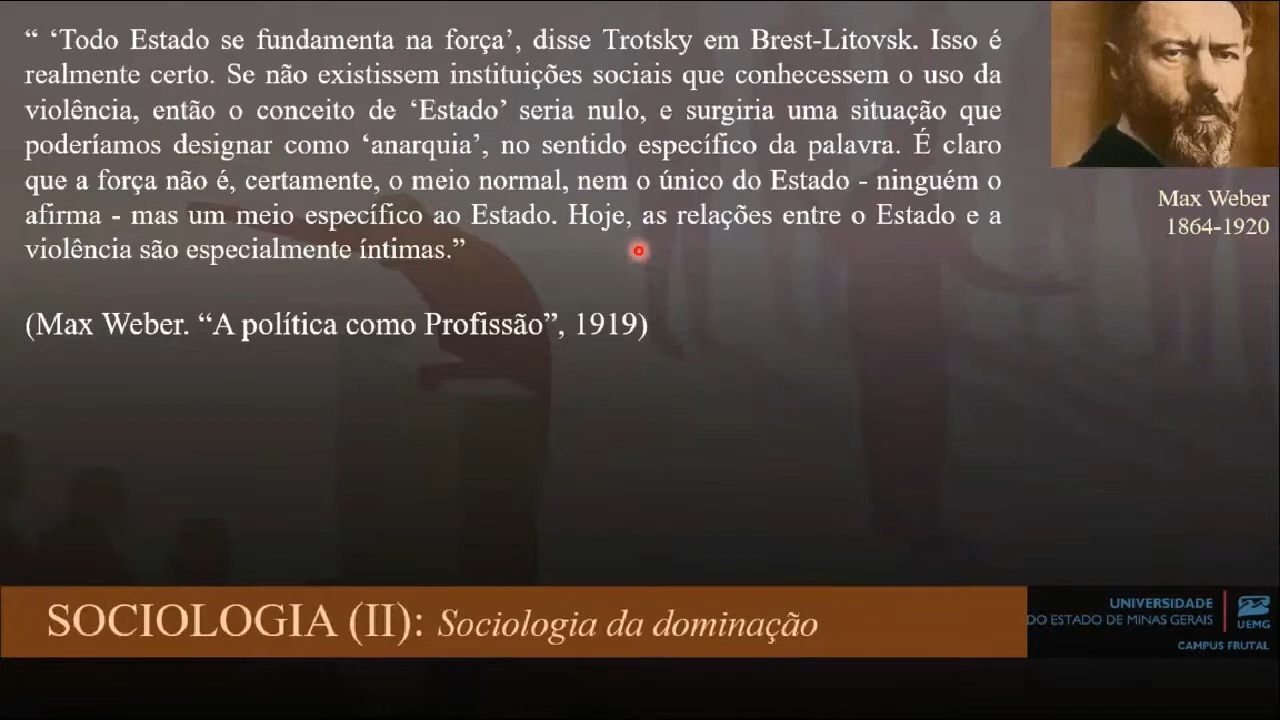 “ ‘Todo Estado se fundamenta na força’, disse Trotsky em Brest-Litovsk. Isso é
realmente certo. Se não existissem instituições sociais que conhecessem o uso da
violência, então o conceito de ‘Estado’ seria nulo, e surgiria uma situação que
poderíamos designar como ‘anarquia’, no sentido específico da palavra. É claro
que a força não é, certamente, o meio normal, nem o único do Estado - ninguém o
afirma - mas um meio específico ao Estado. Hoje, as relações entre o Estado e a
violência são especialmente íntimas.”
(Max Weber. “A política como Profissão”, 1919)
Max Weber
1864-1920
SOCIOLOGIA (II): Sociologia da dominação
UNIVERSIDADE
DO ESTADO DE MINAS GERAIS
UEMG
CAMPUS FRUTAL